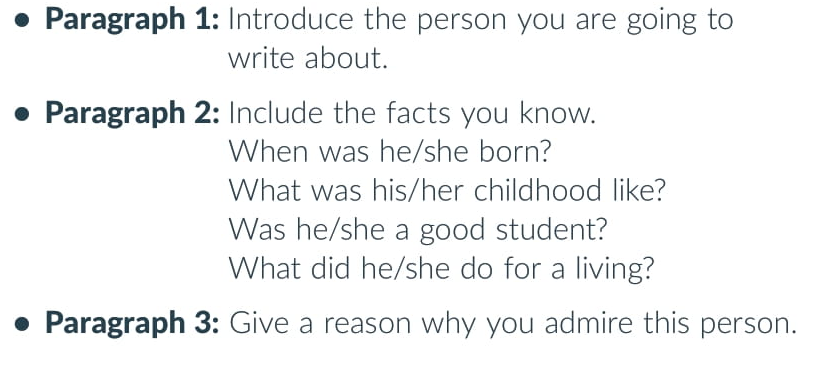 • Paragraph 1: Introduce the person you are going to
write about.
• Paragraph 2: Include the facts you know.
When was he/she born?
What was his/her childhood like?
Was he/she a good student?
What did he/she do for a living?
• Paragraph 3: Give a reason why you admire this person.